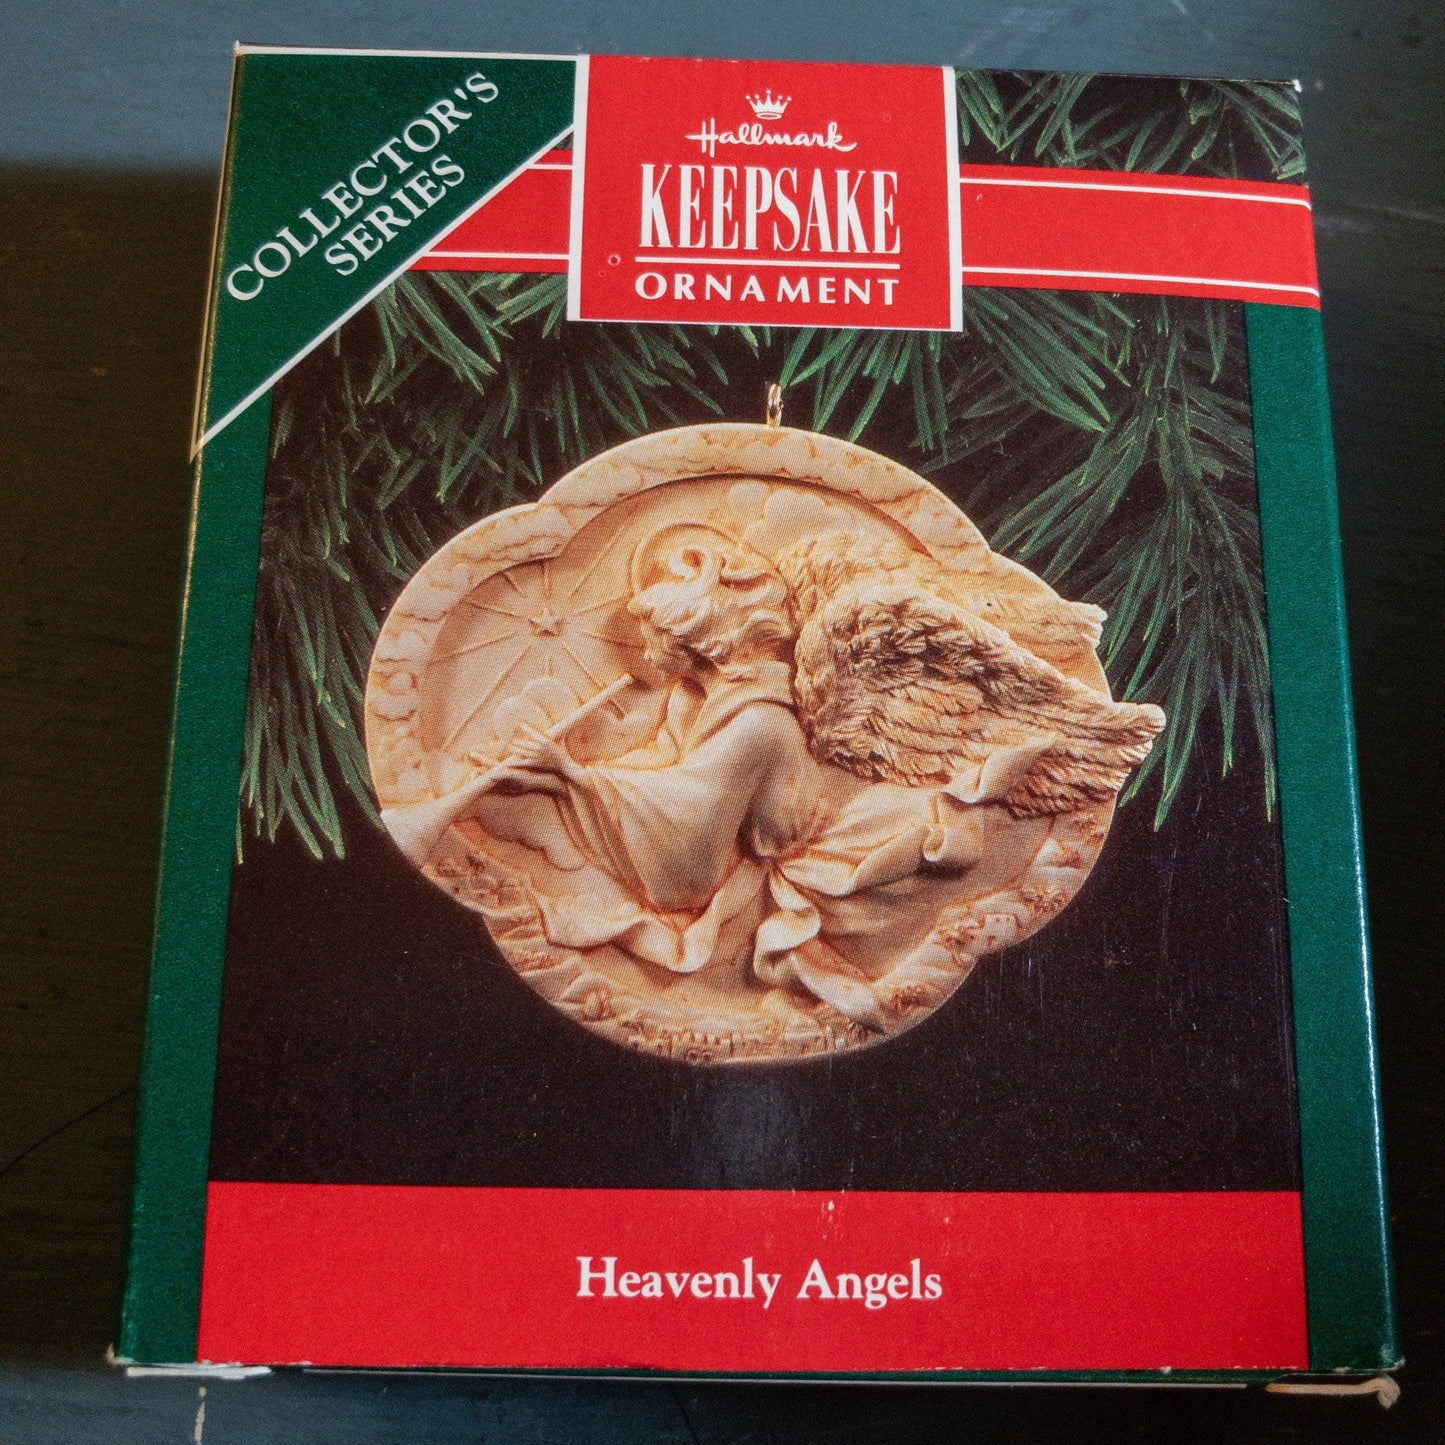 COLLECTOR'S
SERIES
Hallmark
KEEPSAKE
ORNAMENT
Heavenly Angels